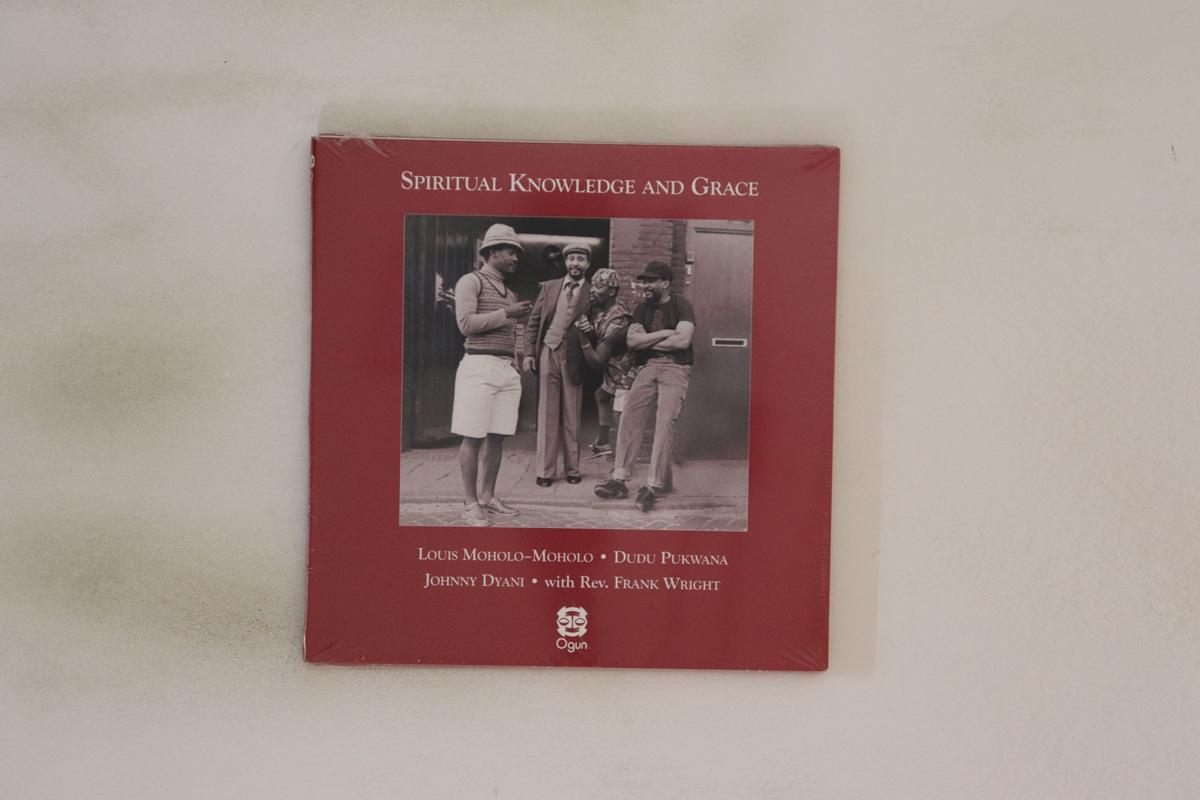 SPIRITUAL KNOWLEDGE AND GRACE
LOUIS MOHOLO-MOHOLO • DUDU PUKWANA
JOHNNY DYANI • with Rev. FRANK WRIGHT
Ogun